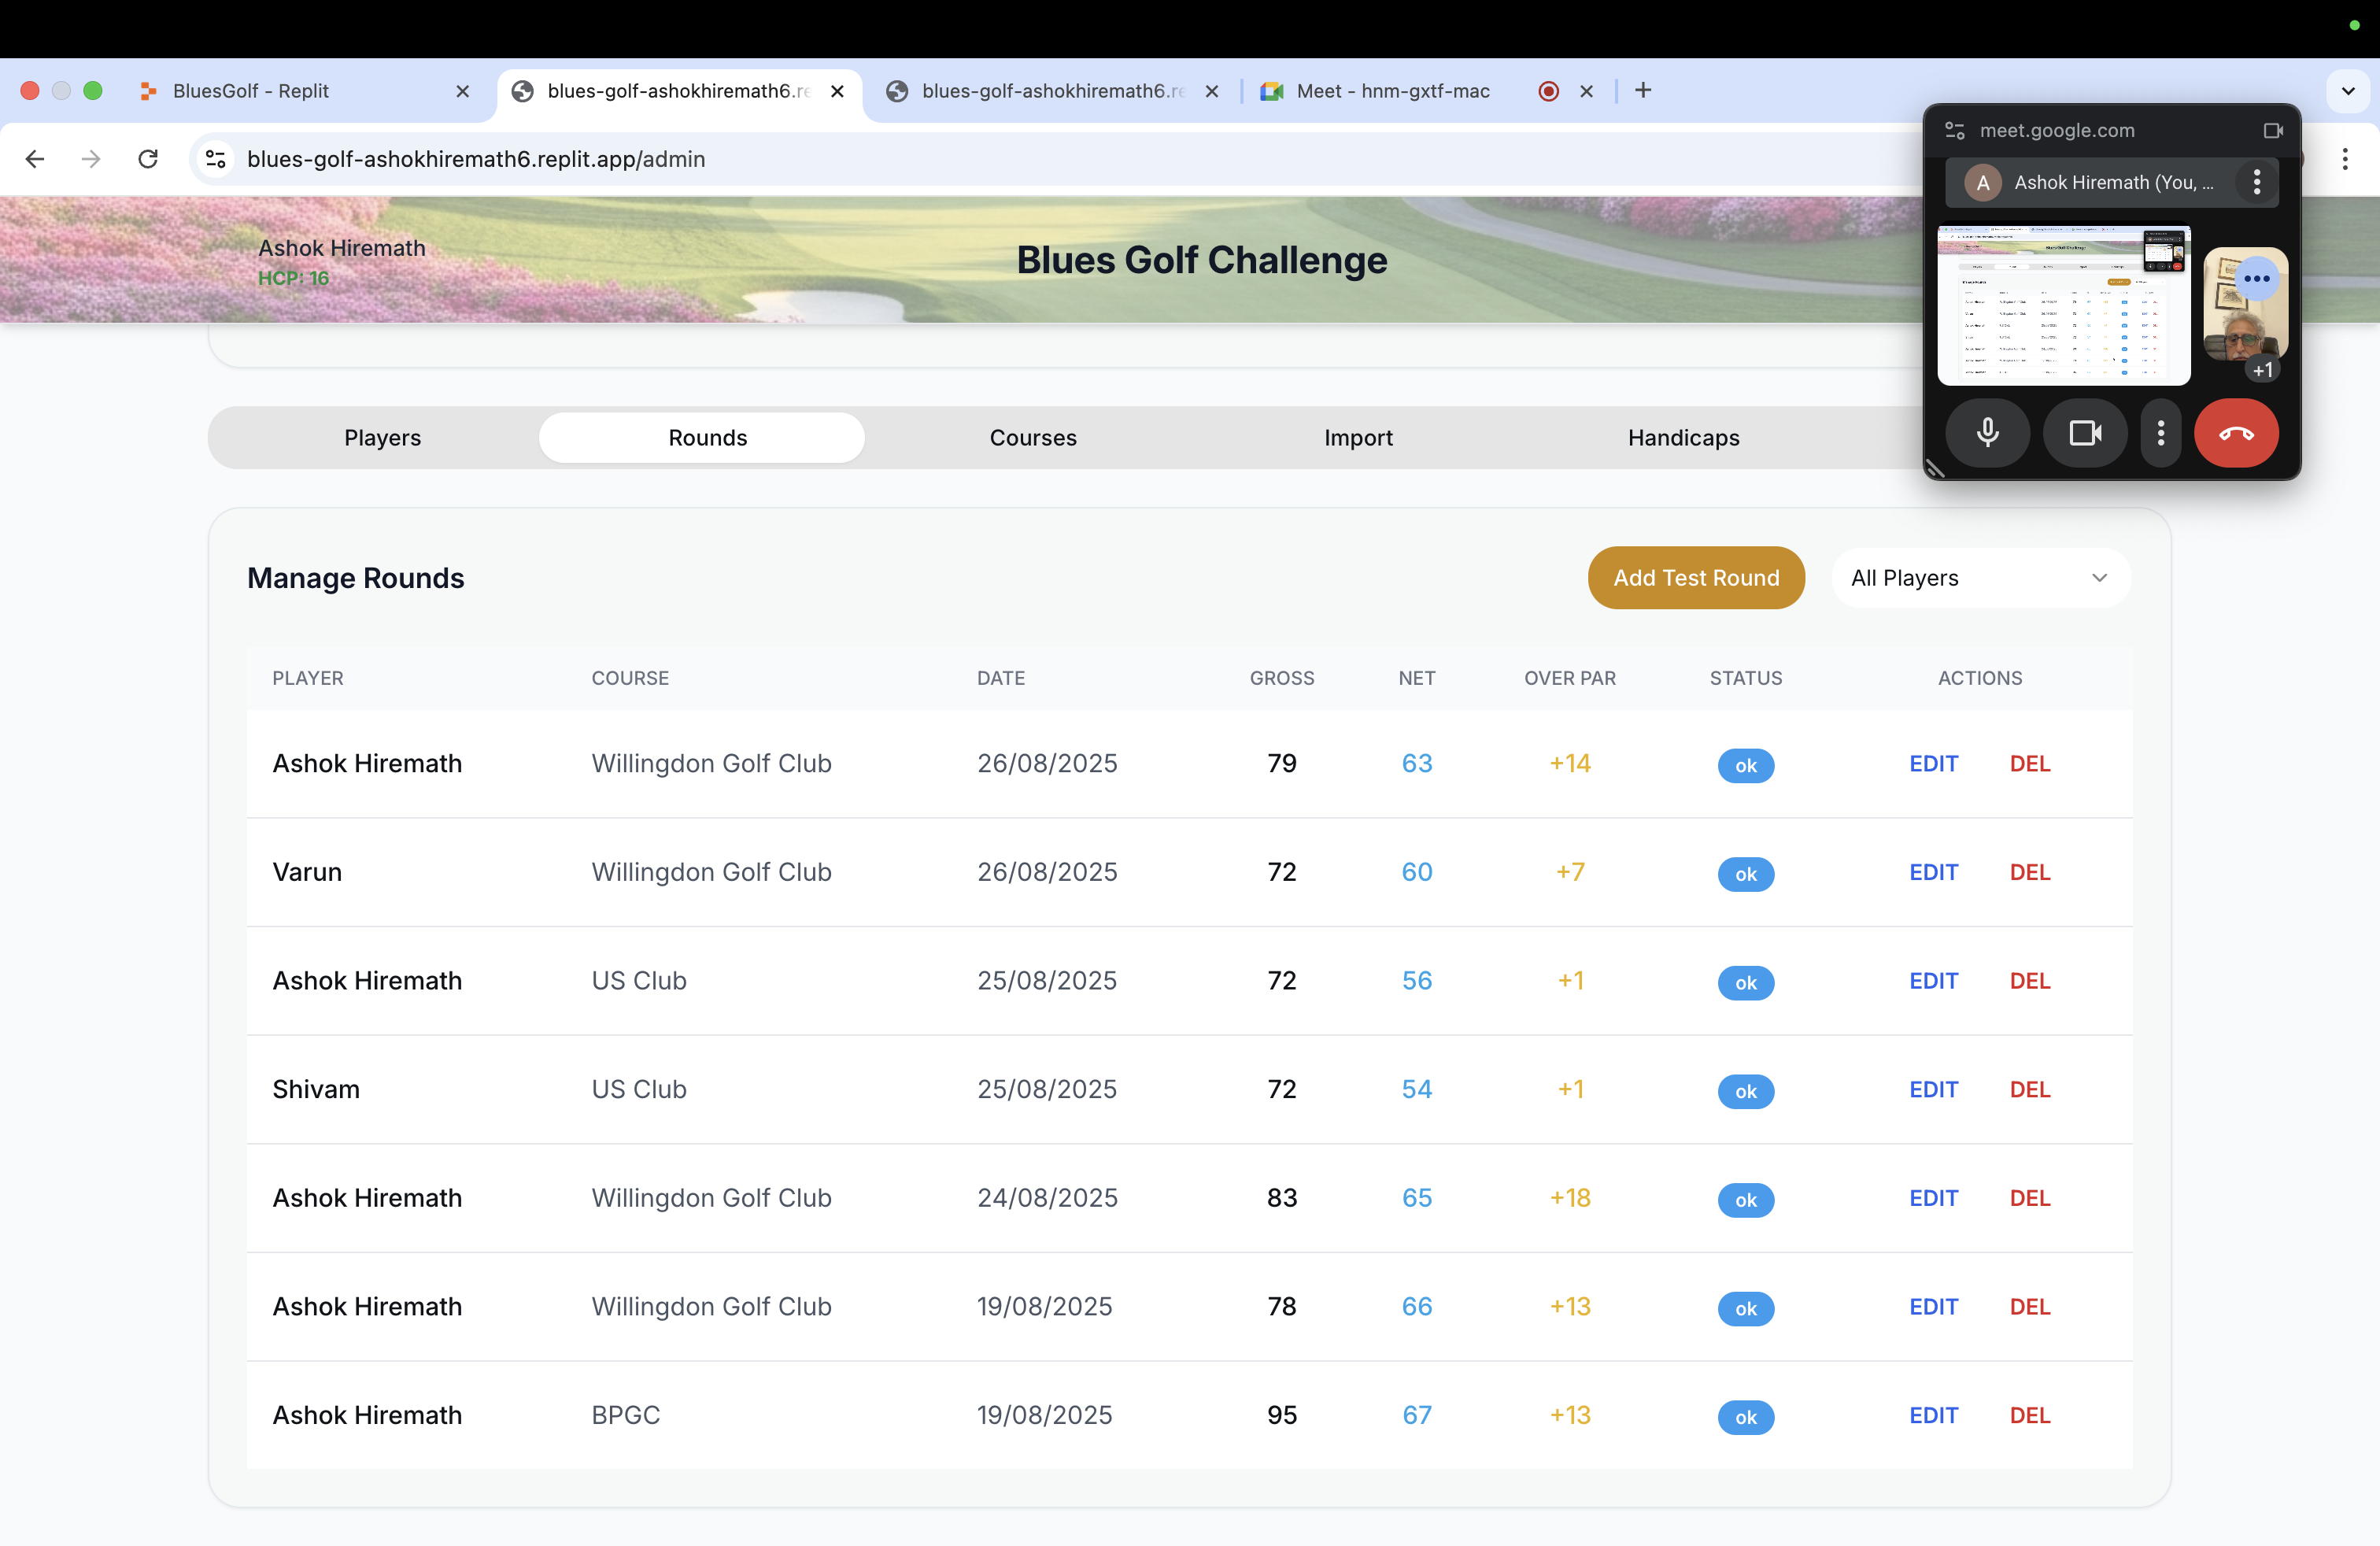 BluesGolf - Replit
blues-golf-ashokhiremath6.re
blues-golf-ashokhiremath6.re
Meet - hnm-gxtf-mac
blues-golf-ashokhiremath6.replit.app/admin
meet.google.com
A
Ashok Hiremath (You, ...
+1
Ashok Hiremath
HCP: 16
Blues Golf Challenge
Players Rounds Courses Import Handicaps
Manage Rounds
Add Test Round
All Players
PLAYER COURSE DATE GROSS NET OVER PAR STATUS ACTIONS
Ashok Hiremath Willingdon Golf Club 26/08/2025 79 63 +14 ok EDIT DEL
Varun Willingdon Golf Club 26/08/2025 72 60 +7 ok EDIT DEL
Ashok Hiremath US Club 25/08/2025 72 56 +1 ok EDIT DEL
Shivam US Club 25/08/2025 72 54 +1 ok EDIT DEL
Ashok Hiremath Willingdon Golf Club 24/08/2025 83 65 +18 ok EDIT DEL
Ashok Hiremath Willingdon Golf Club 19/08/2025 78 66 +13 ok EDIT DEL
Ashok Hiremath BPGC 19/08/2025 95 67 +13 ok EDIT DEL